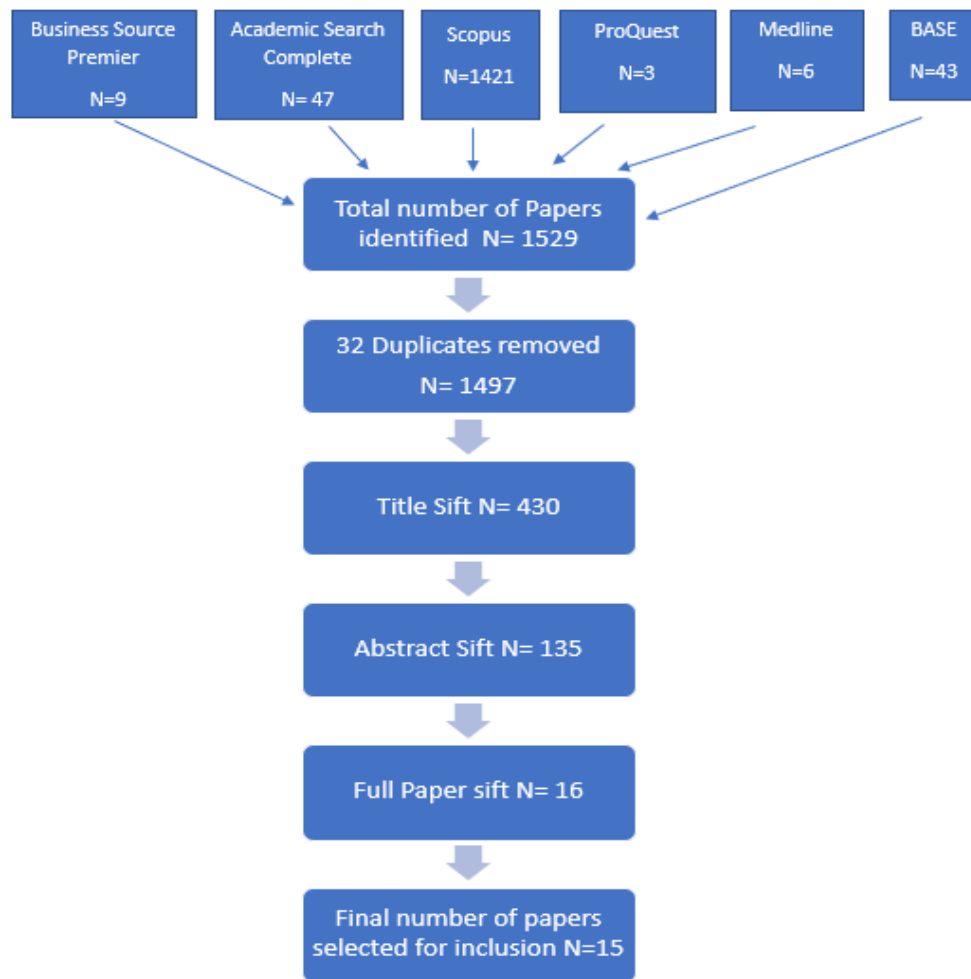 Business Source
Premier
N=9
Academic Search
Complete
N= 47
Scopus
N=1421
ProQuest
N=3
Medline
N=6
BASE
N=43
Total number of Papers
identified N= 1529
32 Duplicates removed
N= 1497
Title Sift N= 430
Abstract Sift N= 135
Full Paper sift N= 16
Final number of papers
selected for inclusion N=15